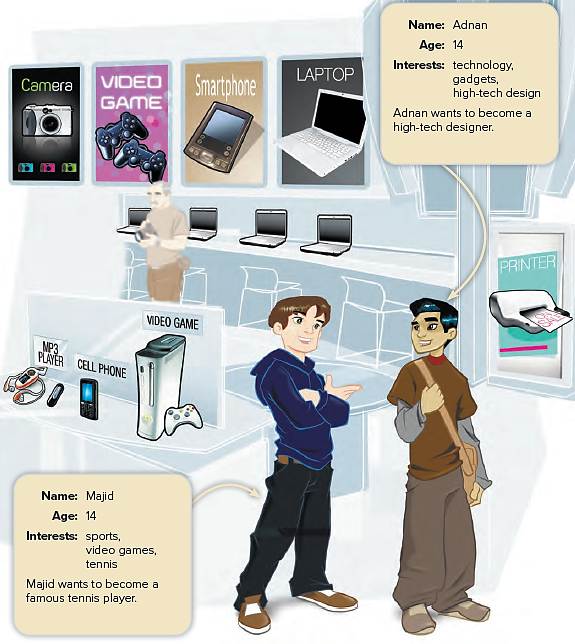 Name: Adnan
Age: 14
Interests: technology,
gadgets,
high-tech design
Adnan wants to become a
high-tech designer.
Camera
VIDEO
GAME
Smartphone
LAPTOP
PRINTER
VIDEO GAME
MP3
PLAYER
CELL PHONE
Name: Majid
Age: 14
Interests: sports,
video games,
tennis
Majid wants to become a
famous tennis player.